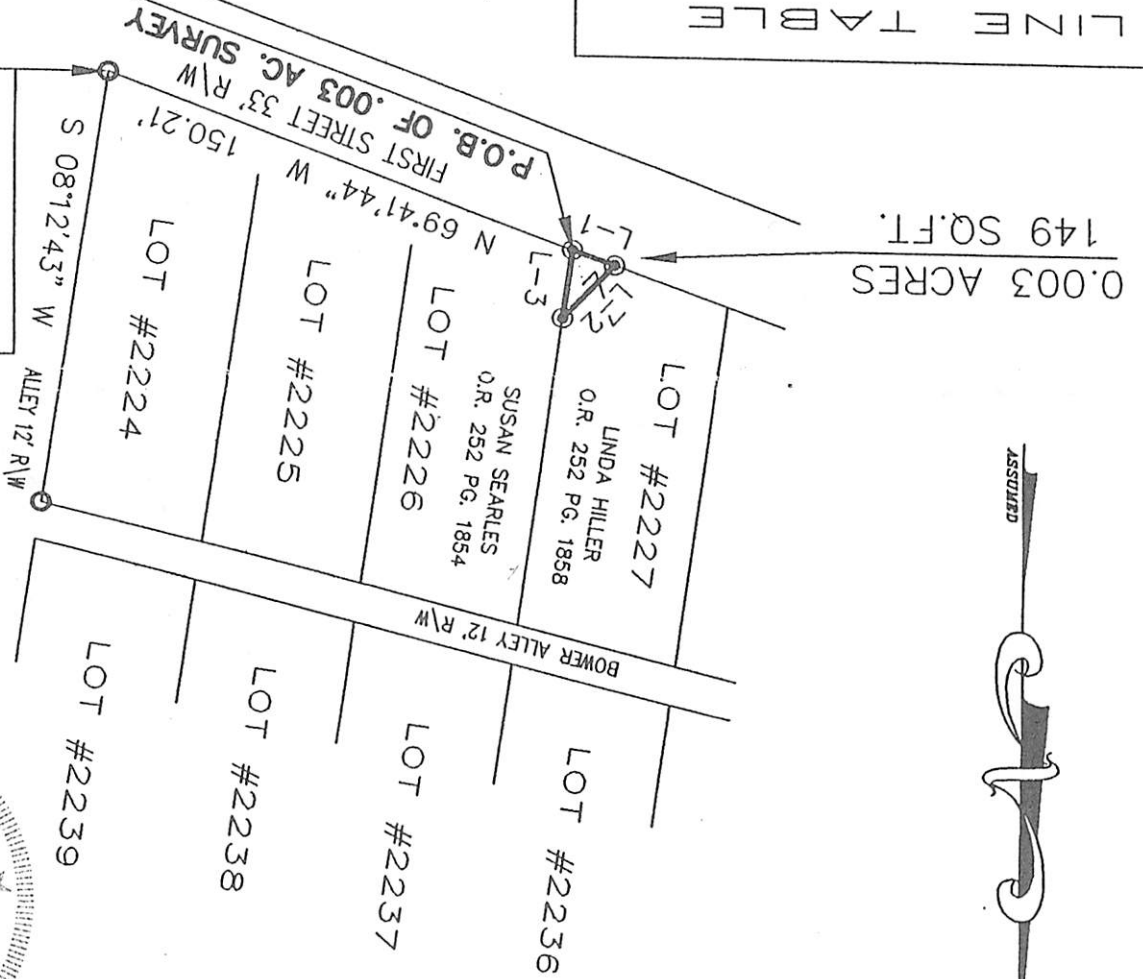 LINE TABLE
P.O.B. OF .003 AC. SURVEY
FIRST STREET 33' R\W
N 69°41'44" W
150.21'
S 08°12'43" W
ALLEY 12' R\W
L-1
L-2
L-3
149 SQ.FT.
0.003 ACRES
LOT #2224
LOT #2225
LOT #2226
SUSAN SEARLES
O.R. 252 PG. 1854
LOT #2227
LINDA HILLER
O.R. 252 PG. 1858
BOWER ALLEY 12' R\W
LOT #2239
LOT #2238
LOT #2237
LOT #2236
ASSUMED
N